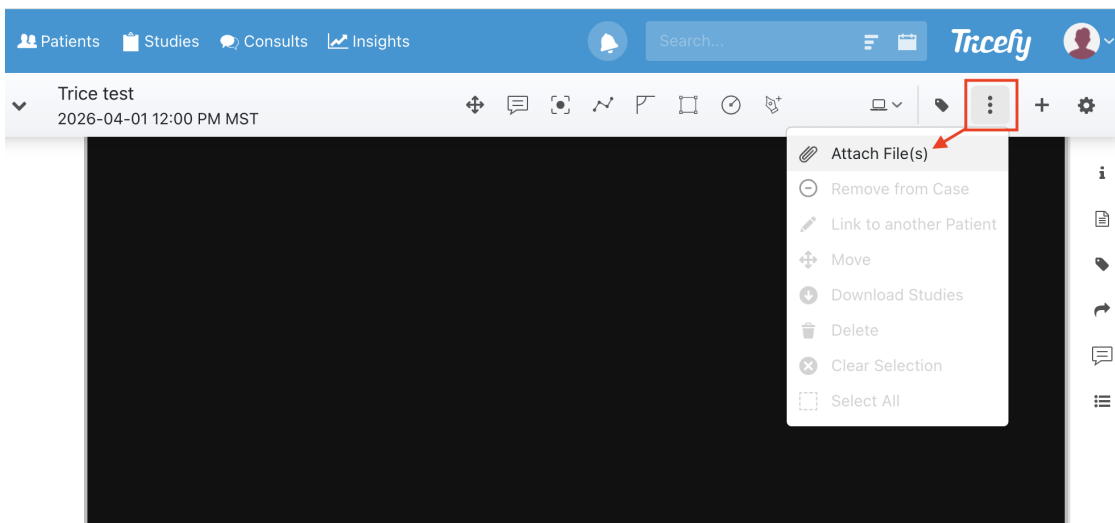 Patients
Studies
Consults
Insights
Search...
Tricefy
Trice test
2026-04-01 12:00 PM MST
Attach File(s)
Remove from Case
Link to another Patient
Move
Download Studies
Delete
Clear Selection
Select All